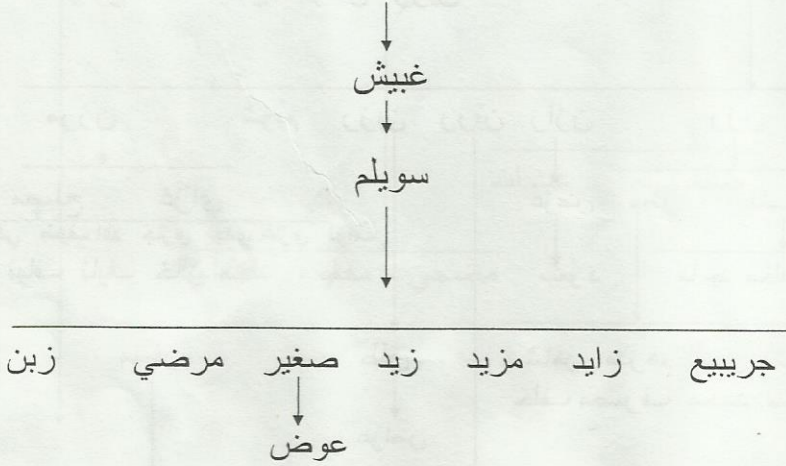 غبيش
سويلم
جريبيع زايد مزيد زيد صغير مرضي زبن
عوض